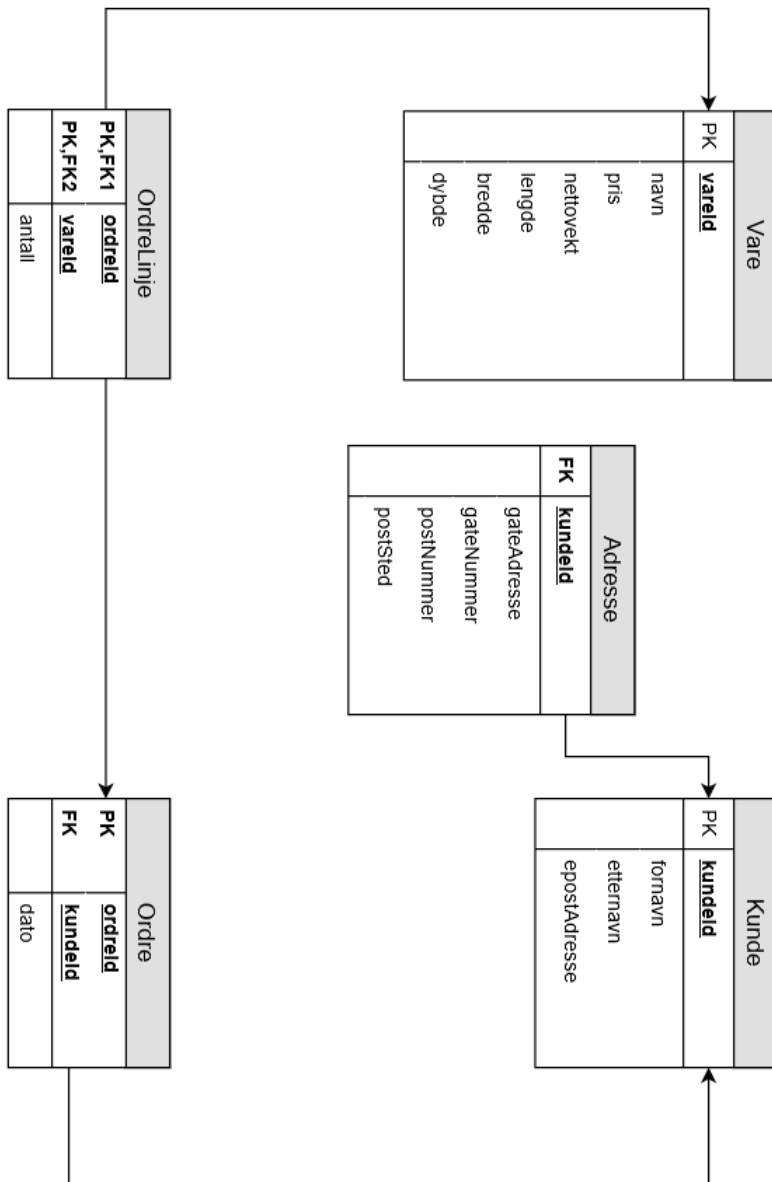 Vare
PK vareId
navn
pris
nettovekt
lengde
bredde
dybde
Adresse
FK kundeId
gateAdresse
gateNummer
postNummer
postSted
Kunde
PK kundeId
fornavn
etternavn
epostAdresse
OrdreLinje
PK,FK1 ordreId
PK,FK2 vareId
antall
Ordre
PK ordreId
FK kundeId
dato